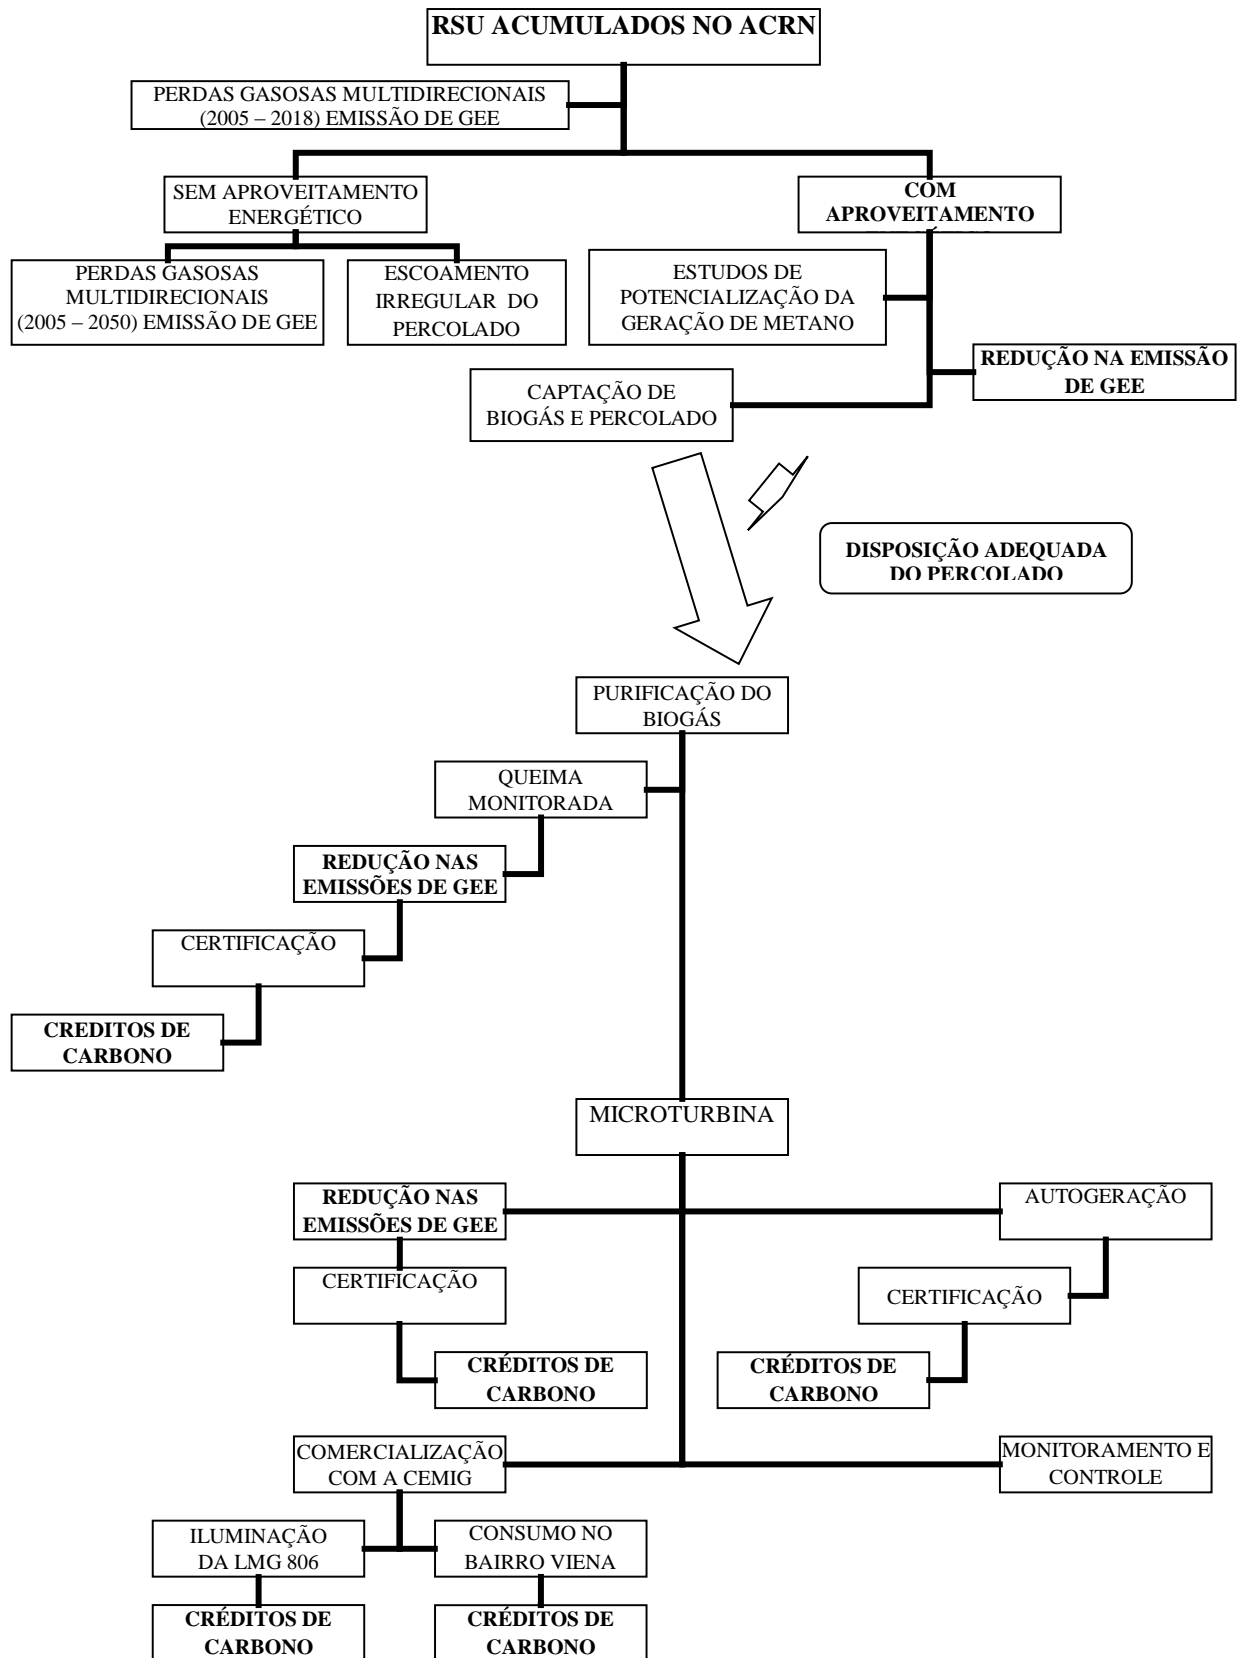 RSU ACUMULADOS NO ACRN
PERDAS GASOSAS MULTIDIRECIONAIS
(2005 – 2018) EMISSÃO DE GEE
SEM APROVEITAMENTO
ENERGÉTICO
COM
APROVEITAMENTO
PERDAS GASOSAS
MULTIDIRECIONAIS
(2005 – 2050) EMISSÃO DE GEE
ESCOAMENTO
IRREGULAR DO
PERCOLADO
ESTUDOS DE
POTENCIALIZAÇÃO DA
GERAÇÃO DE METANO
REDUÇÃO NA EMISSÃO
DE GEE
CAPTAÇÃO DE
BIOGÁS E PERCOLADO
DISPOSIÇÃO ADEQUADA
DO PERCOLADO
PURIFICAÇÃO DO
BIOGÁS
QUEIMA
MONITORADA
REDUÇÃO NAS
EMISSÕES DE GEE
CERTIFICAÇÃO
CREDITOS DE
CARBONO
MICROTURBINA
REDUÇÃO NAS
EMISSÕES DE GEE
AUTOGERAÇÃO
CERTIFICAÇÃO
CERTIFICAÇÃO
CRÉDITOS DE
CARBONO
CRÉDITOS DE
CARBONO
COMERCIALIZAÇÃO
COM A CEMIG
MONITORAMENTO E
CONTROLE
ILUMINAÇÃO
DA LMG 806
CONSUMO NO
BAIRRO VIENA
CRÉDITOS DE
CARBONO
CRÉDITOS DE
CARBONO